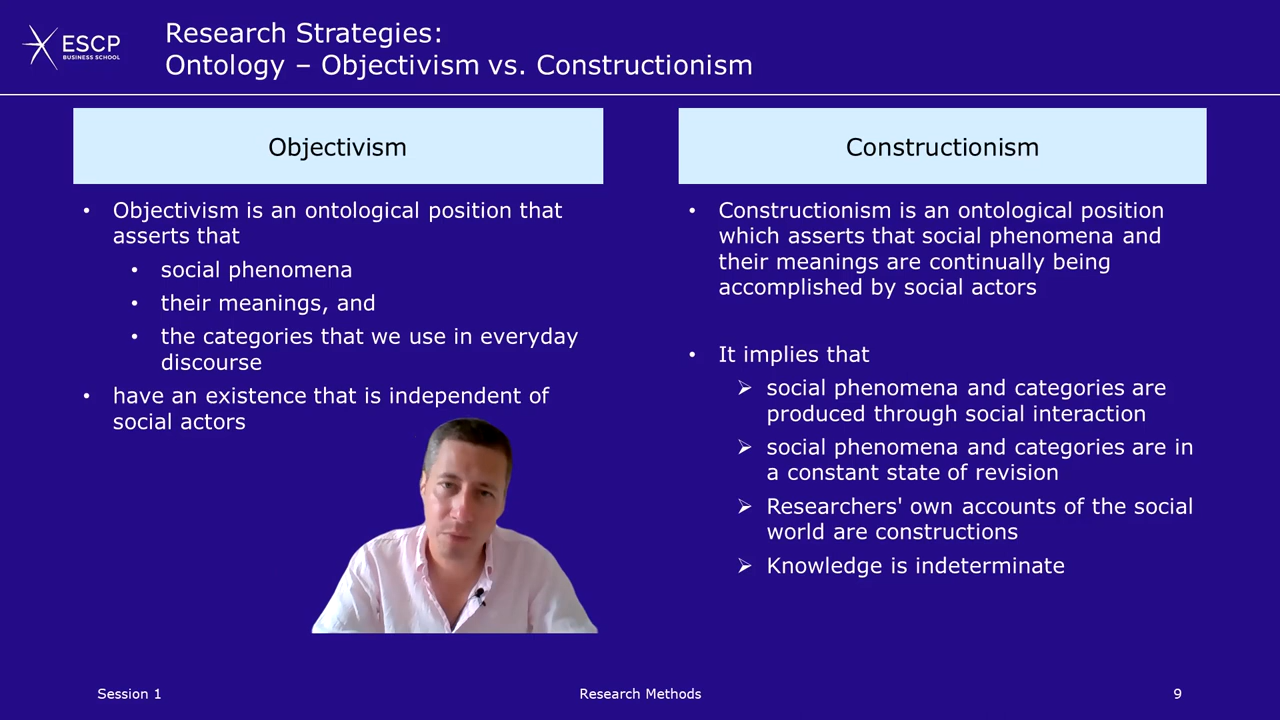 ESCP
BUSINESS SCHOOL
Research Strategies:
Ontology – Objectivism vs. Constructionism
Objectivism
• Objectivism is an ontological position that
asserts that
• social phenomena
• their meanings, and
• the categories that we use in everyday
discourse
• have an existence that is independent of
social actors
Constructionism
• Constructionism is an ontological position
which asserts that social phenomena and
their meanings are continually being
accomplished by social actors
• It implies that
➢ social phenomena and categories are
produced through social interaction
➢ social phenomena and categories are in
a constant state of revision
➢ Researchers' own accounts of the social
world are constructions
➢ Knowledge is indeterminate
Session 1
Research Methods
9